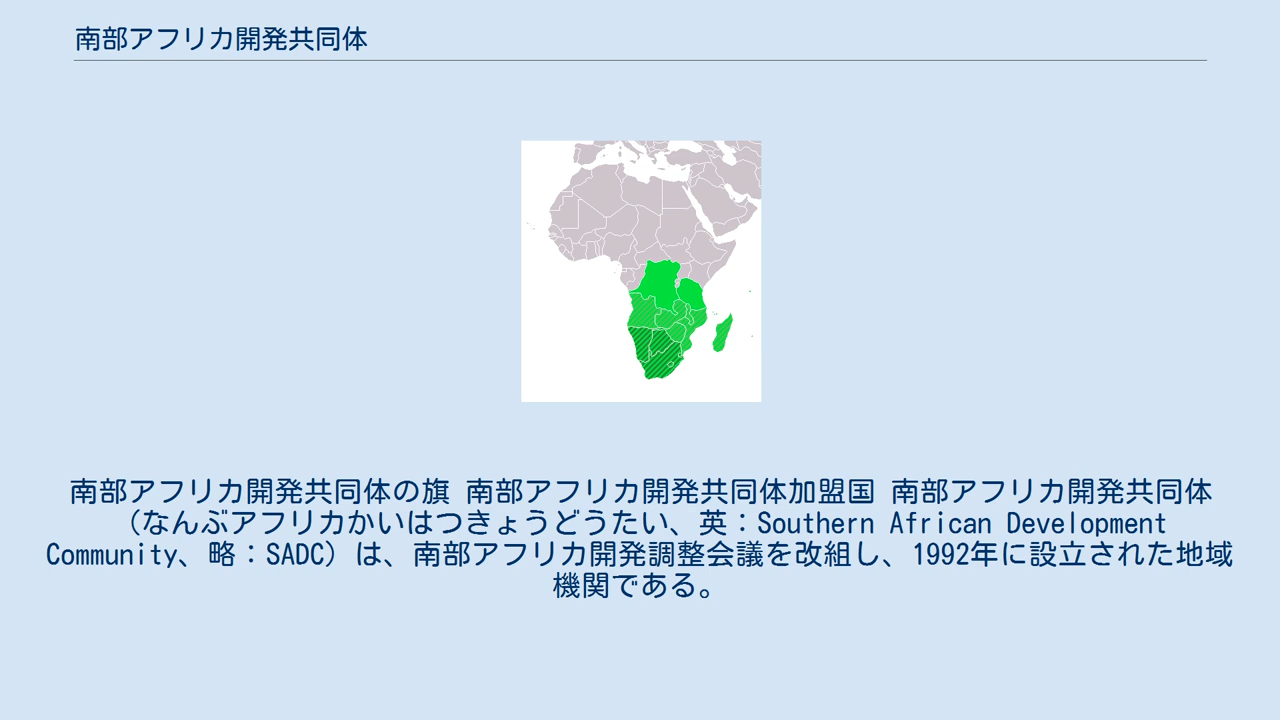 南部アフリカ開発共同体
南部アフリカ開発共同体の旗 南部アフリカ開発共同体加盟国 南部アフリカ開発共同体
（なんぶアフリカかいはつきょうどうたい、英：Southern African Development
Community、略：SADC）は、南部アフリカ開発調整会議を改組し、1992年に設立された地域
機関である。